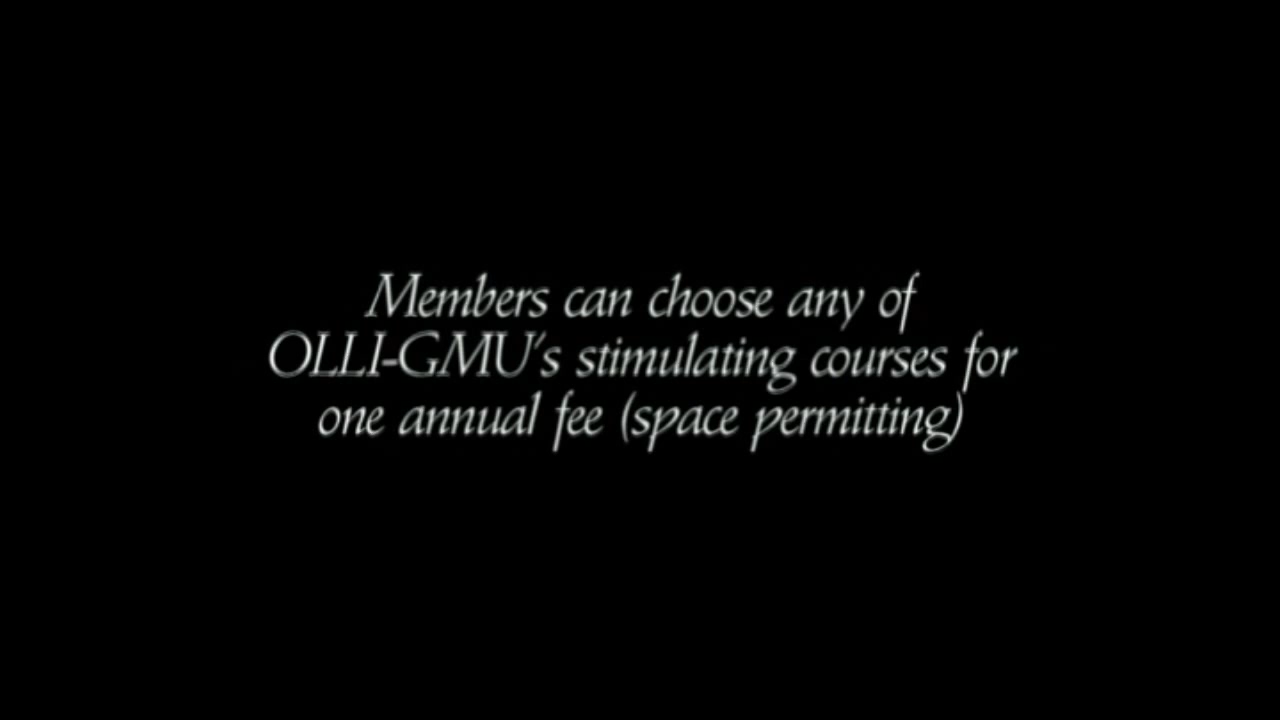 Members can choose any of
OLLI-GMU's stimulating courses for
one annual fee (space permitting)